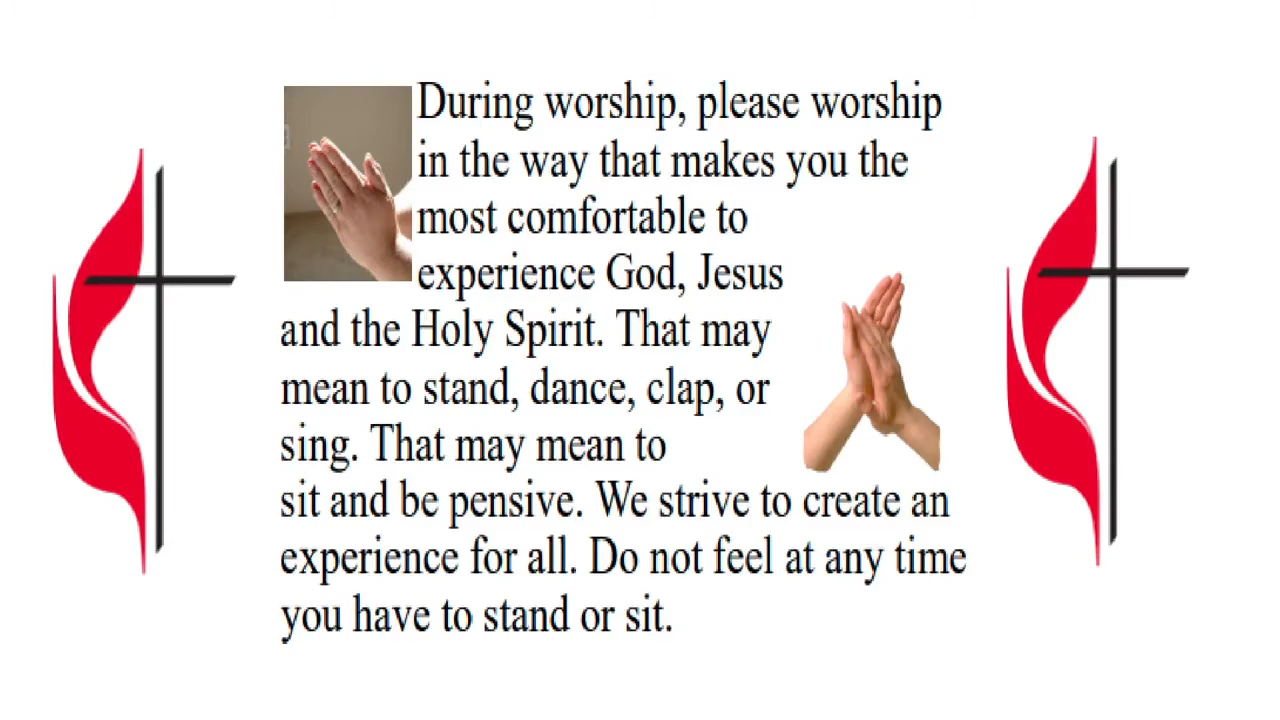 During worship, please worship
in the way that makes you the
most comfortable to
experience God, Jesus
and the Holy Spirit. That may
mean to stand, dance, clap, or
sing. That may mean to
sit and be pensive. We strive to create an
experience for all. Do not feel at any time
you have to stand or sit.